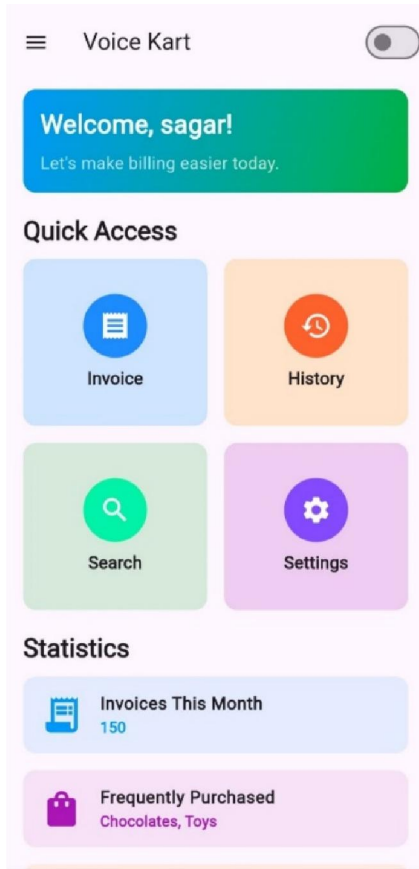 Voice Kart
Welcome, sagar!
Let's make billing easier today.
Quick Access
Invoice
History
Search
Settings
Statistics
Invoices This Month
150
Frequently Purchased
Chocolates, Toys